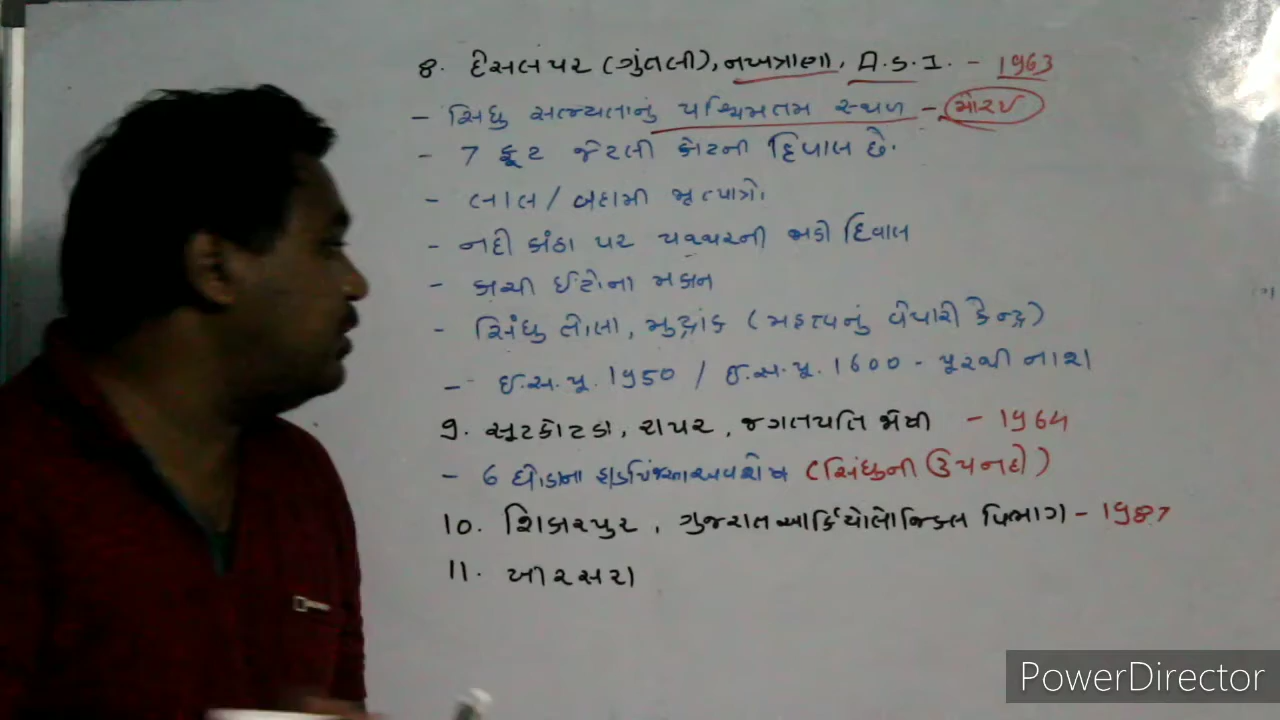 8. દેસલપર (ગુંતલી), નખત્રાણા, A.S.I. - 1963
- સિંધુ સભ્યતાનું પશ્ચિમતમ સ્થળ - મોરય
- 7 ફૂટ જેટલી કોટની દિવાલ છે.
- લાલ / બદામી મૃત્પાત્રો
- નદી કાંઠા પર પથ્થરની જાડી દિવાલ
- કાચી ઈંટોના મકાન
- સિંધુ તોલા, મુદ્રાંક (મહત્વનું વેપારી કેન્દ્ર)
- ઈ.સ.પૂ. 1950 / ઈ.સ.પૂ. 1600 - પૂરથી નાશ
9. સૂરકોટડા, રાપર, જગતપતિ જોષી - 1964
- 6 ઘોડાના હાડપિંજરના અવશેષ (સિંધુની ઉપનદી)
10. શિકારપુર, ગુજરાત આર્કિયોલોજિકલ વિભાગ - 1987
11. ખીરસરા
PowerDirector